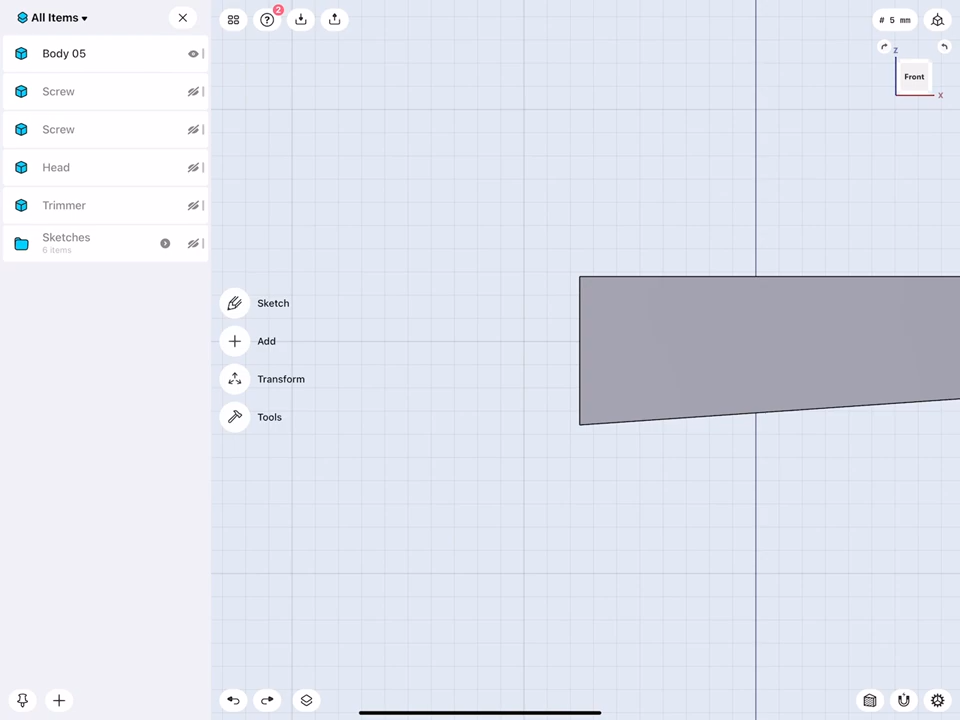 All Items ▾
2
# 5 mm
Body 05
Z
Front
X
Screw
Screw
Head
Trimmer
Sketches
6 items
Sketch
Add
Transform
Tools